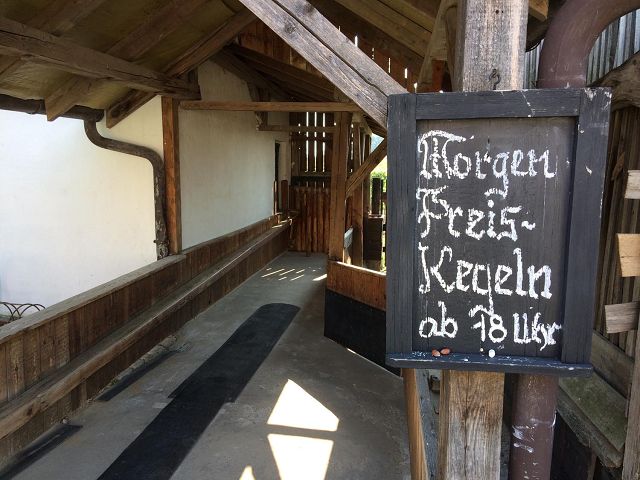 Morgen
Preis-
Kegeln
ab 18 Uhr